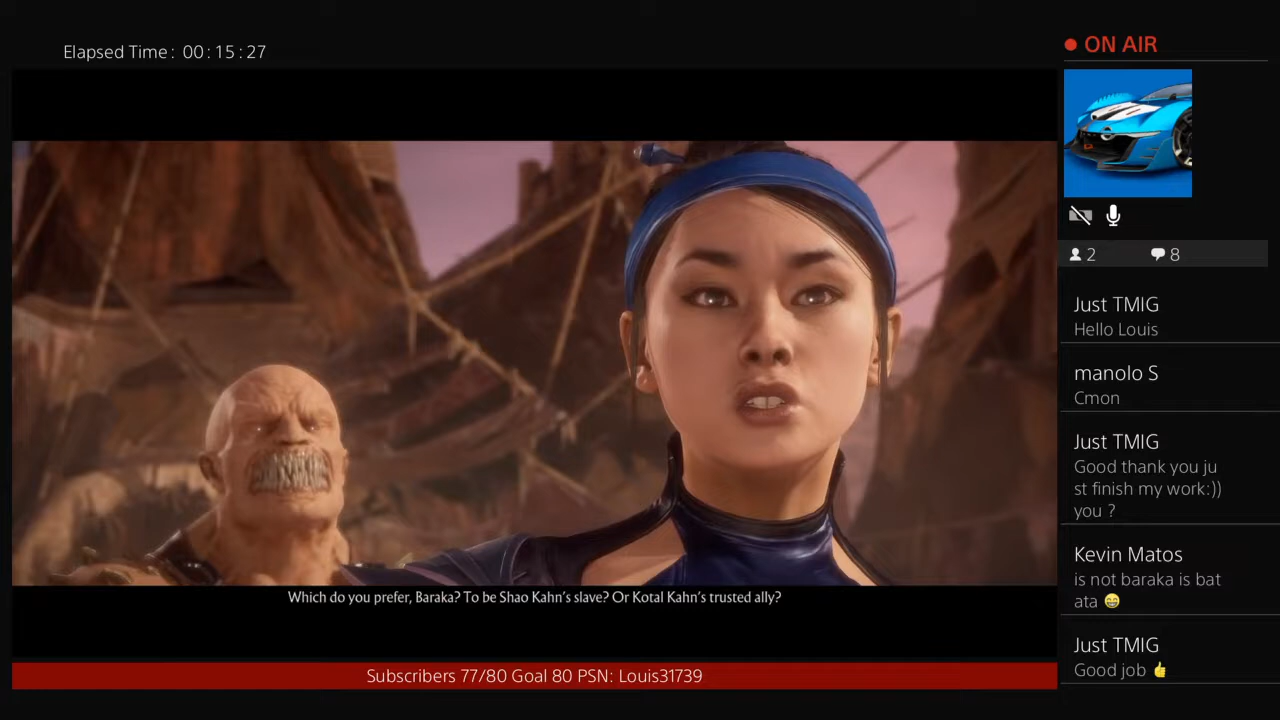 Elapsed Time: 00:15:27
ON AIR
2
8
Just TMIG
Hello Louis
manolo S
Cmon
Just TMIG
Good thank you ju
st finish my work:))
you ?
Kevin Matos
is not baraka is bat
ata 😁
Just TMIG
Good job 👍
Which do you prefer, Baraka? To be Shao Kahn's slave? Or Kotal Kahn's trusted ally?
Subscribers 77/80 Goal 80 PSN: Louis31739